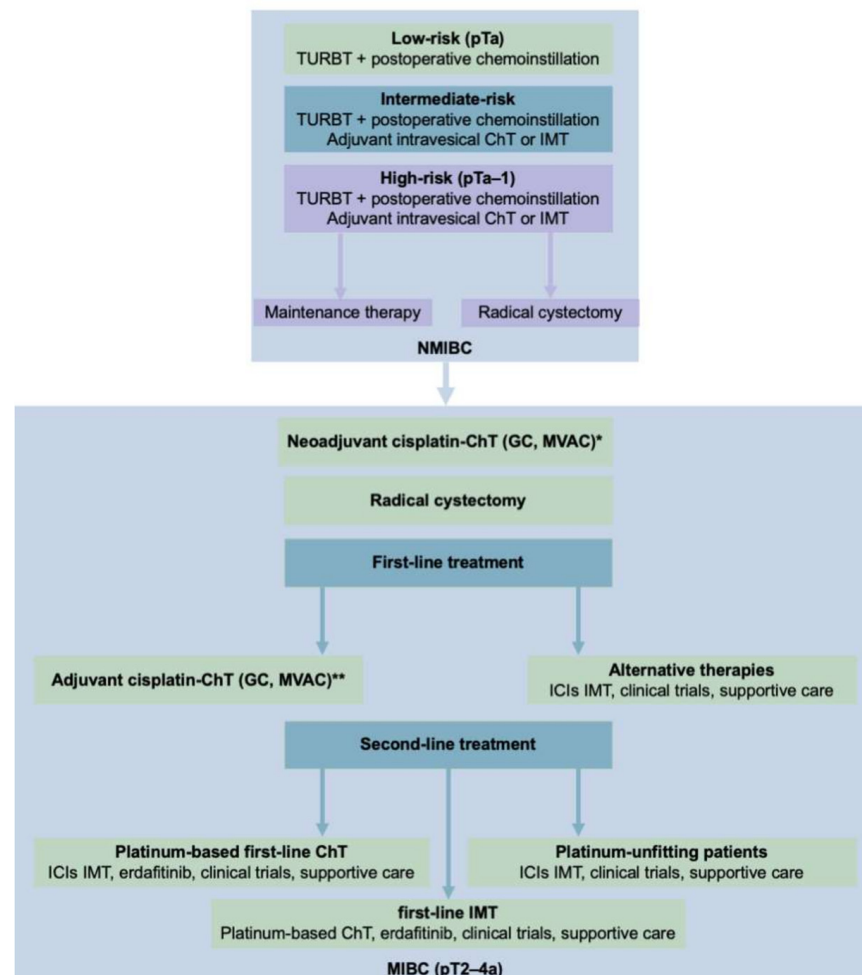 Low-risk (pTa)
TURBT + postoperative chemoinstillation
Intermediate-risk
TURBT + postoperative chemoinstillation
Adjuvant intravesical ChT or IMT
High-risk (pTa–1)
TURBT + postoperative chemoinstillation
Adjuvant intravesical ChT or IMT
Maintenance therapy
Radical cystectomy
NMIBC
Neoadjuvant cisplatin-ChT (GC, MVAC)*
Radical cystectomy
First-line treatment
Adjuvant cisplatin-ChT (GC, MVAC)**
Alternative therapies
ICIs IMT, clinical trials, supportive care
Second-line treatment
Platinum-based first-line ChT
ICIs IMT, erdafitinib, clinical trials, supportive care
Platinum-unfitting patients
ICIs IMT, clinical trials, supportive care
first-line IMT
Platinum-based ChT, erdafitinib, clinical trials, supportive care
MIBC (pT2–4a)